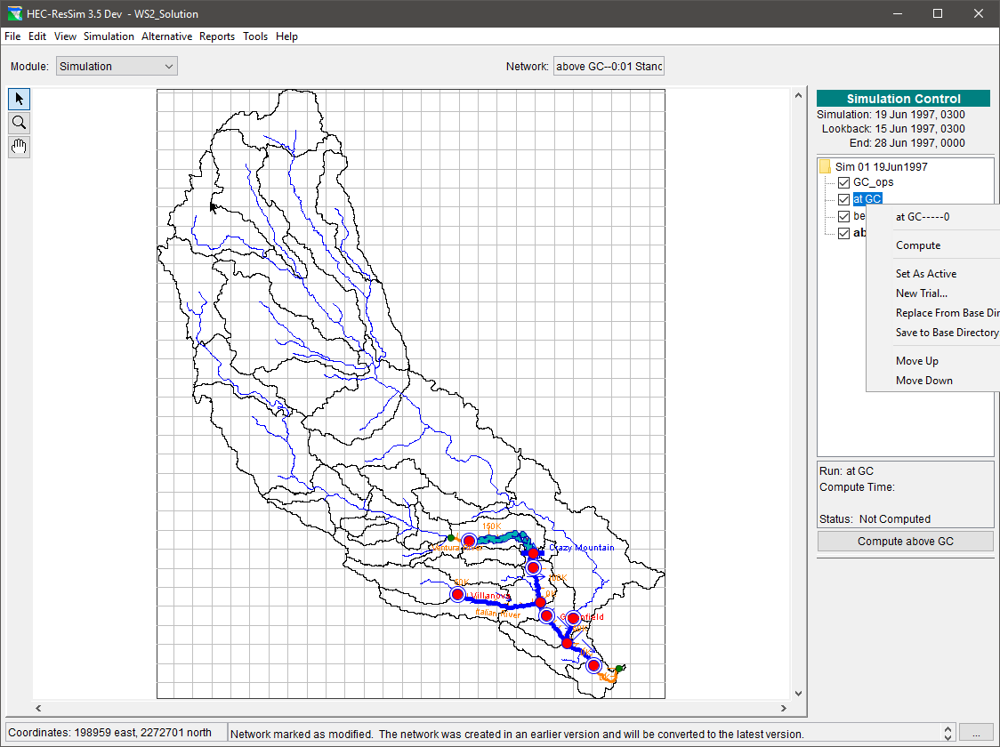 HEC-ResSim 3.5 Dev - WS2_Solution
File Edit View Simulation Alternative Reports Tools Help
Module: Simulation Network: above GC--0:01 Stanc
Simulation Control
Simulation: 19 Jun 1997, 0300
Lookback: 15 Jun 1997, 0300
End: 28 Jun 1997, 0000
Sim 01 19Jun1997
GC_ops
at GC
be
ab
at GC-----0
Compute
Set As Active
New Trial...
Replace From Base Dir
Save to Base Directory
Move Up
Move Down
150K
Crazy Mountain
Villanova
Italian River
Run: at GC
Compute Time:
Status: Not Computed
Compute above GC
Coordinates: 198959 east, 2272701 north
Network marked as modified. The network was created in an earlier version and will be converted to the latest version.
...